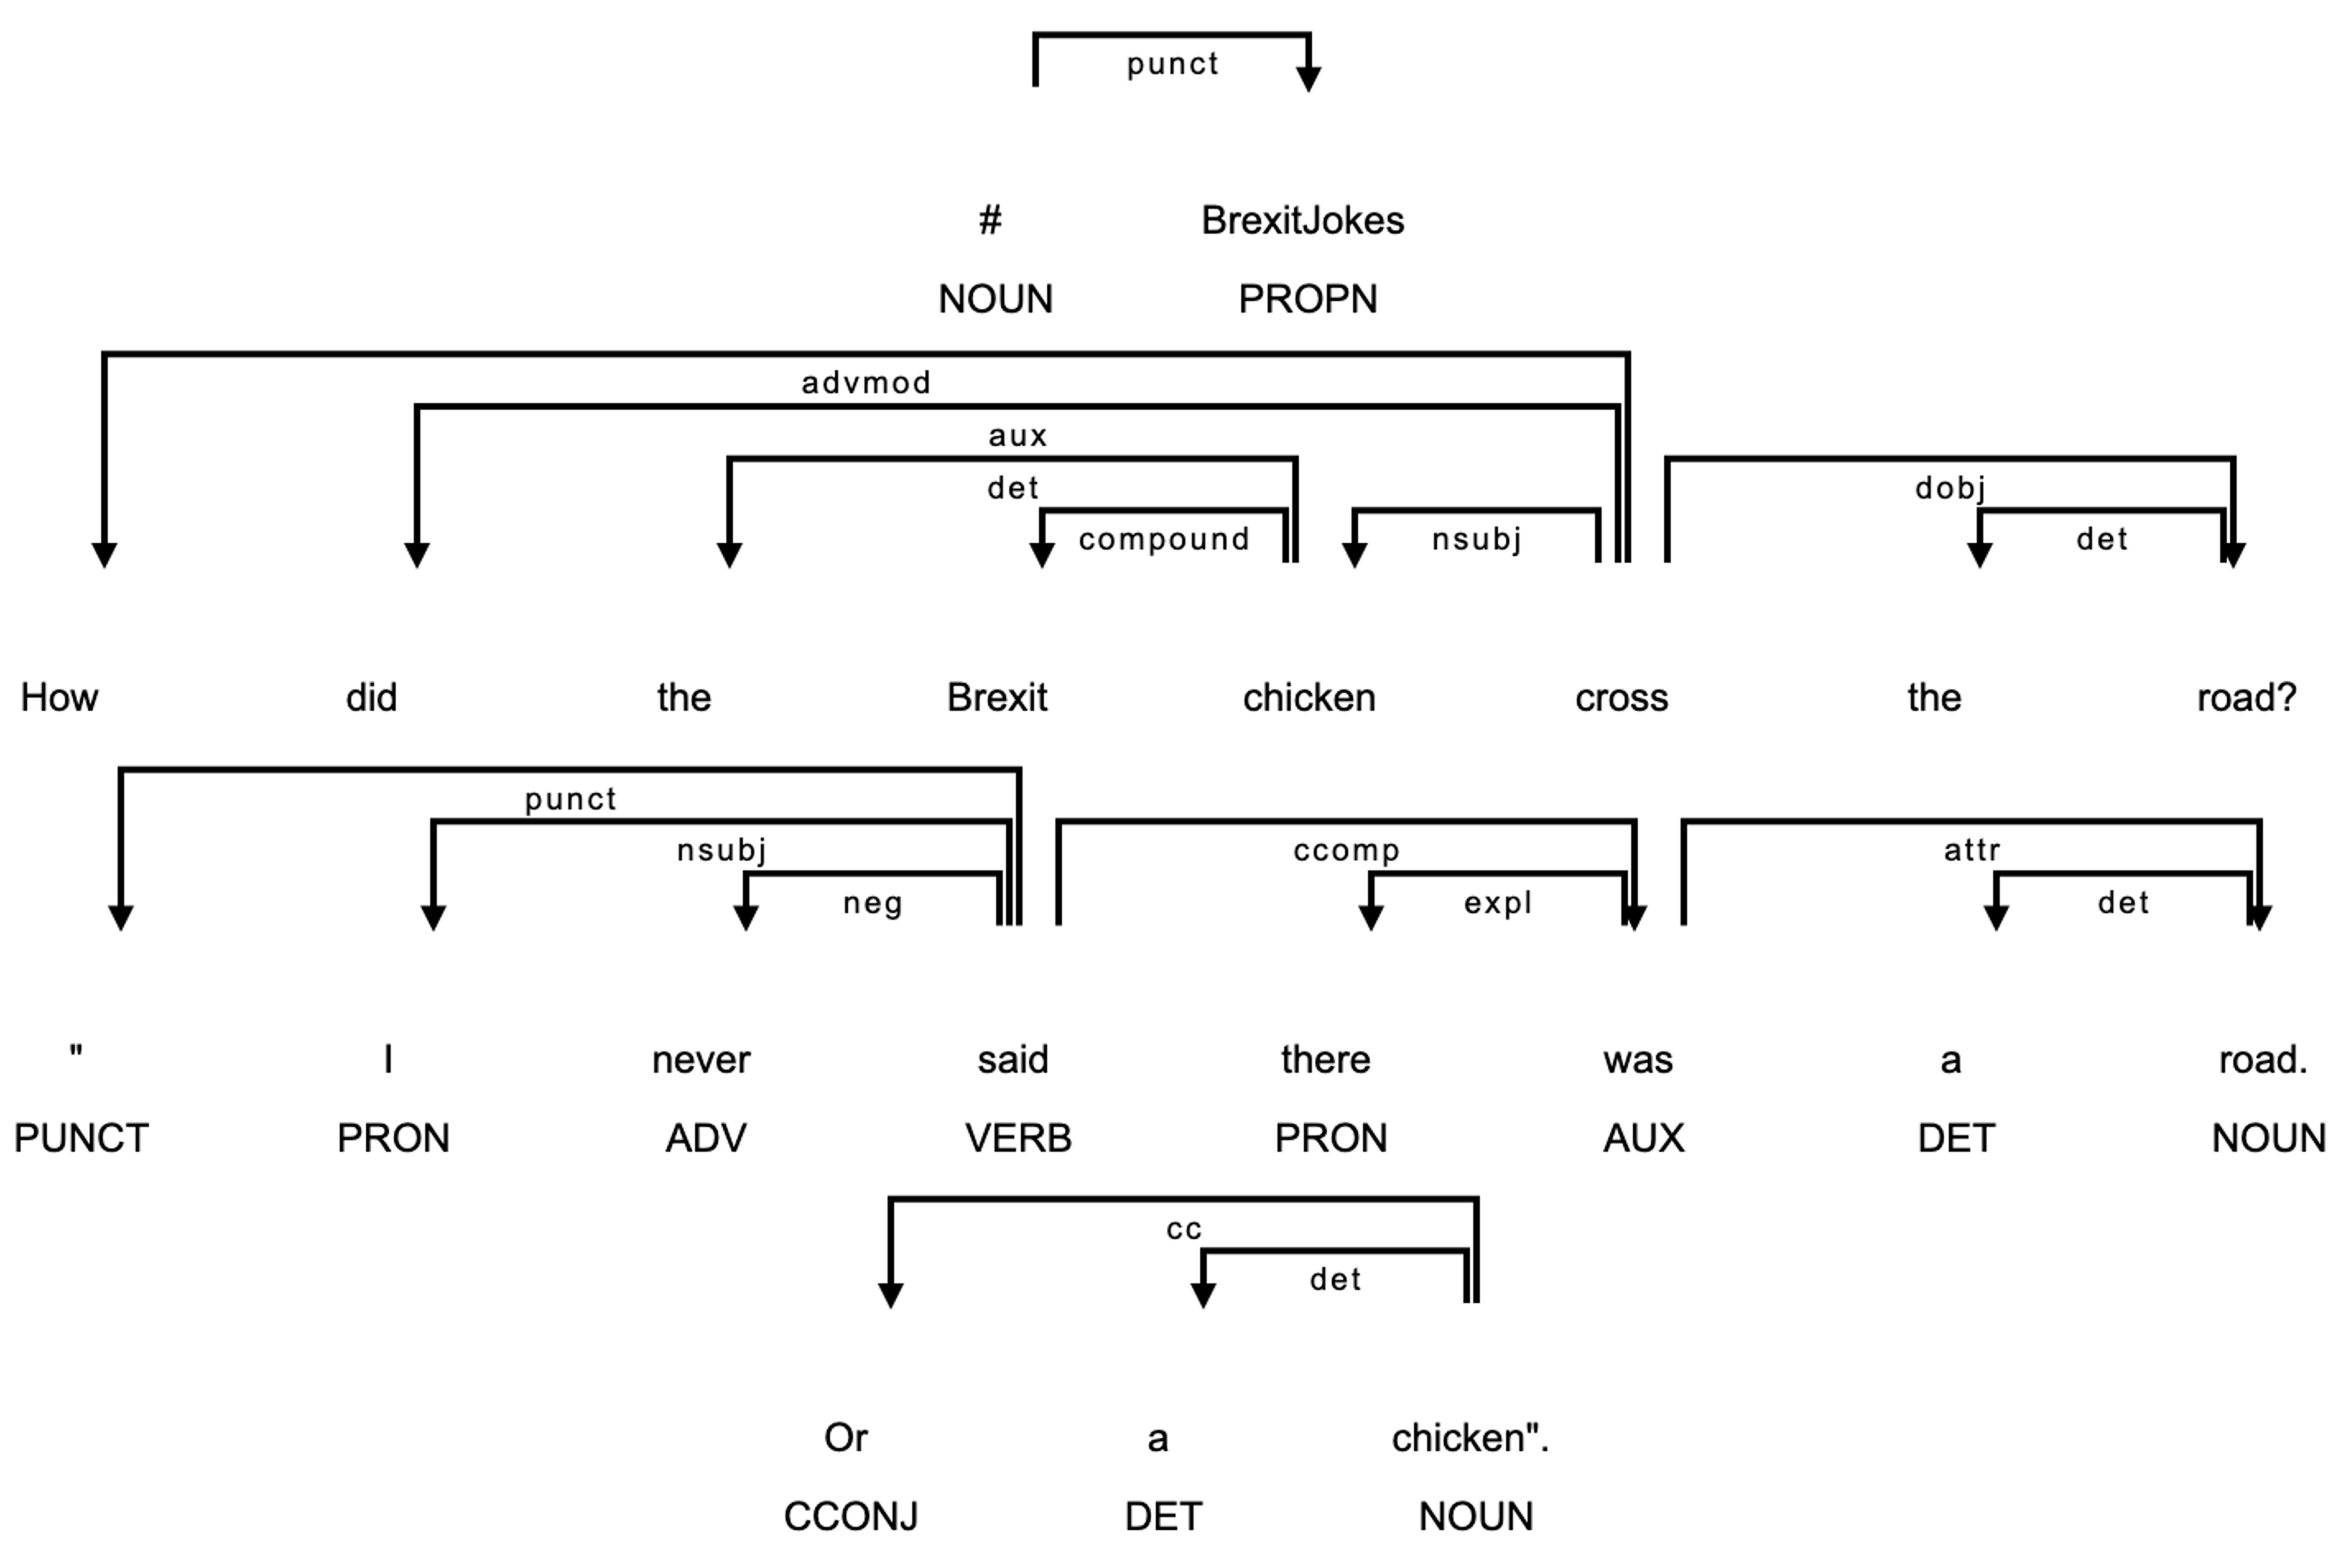 punct
# BrexitJokes
NOUN PROPN
advmod
aux
det dobj
compound nsubj det
How did the Brexit chicken cross the road?
punct
nsubj ccomp attr
neg expl det
" I never said there was a road.
PUNCT PRON ADV VERB PRON AUX DET NOUN
cc
det
Or a chicken".
CCONJ DET NOUN